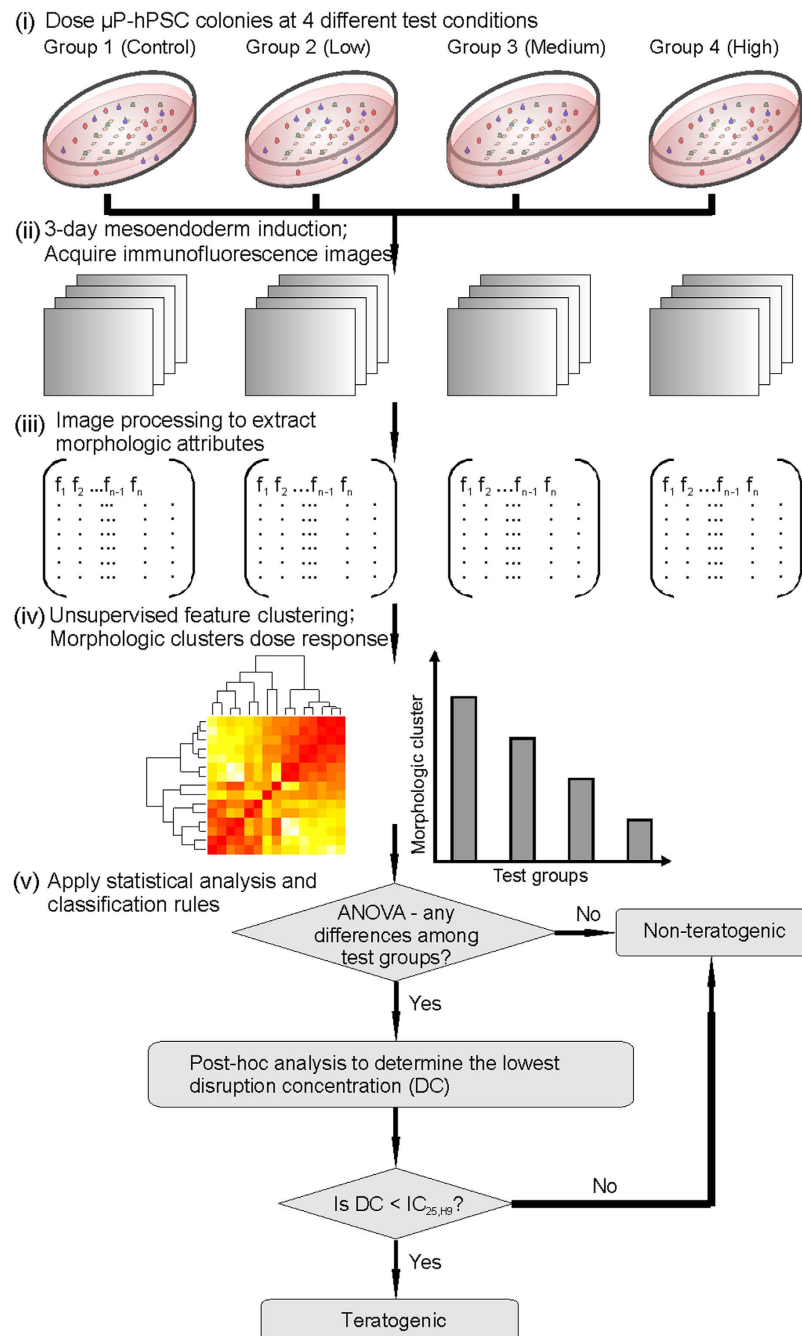 (i) Dose µP-hPSC colonies at 4 different test conditions
Group 1 (Control) Group 2 (Low) Group 3 (Medium) Group 4 (High)
(ii) 3-day mesoendoderm induction;
Acquire immunofluorescence images
(iii) Image processing to extract
morphologic attributes
f1 f2 ...fn-1 fn f1 f2 ...fn-1 fn f1 f2 ...fn-1 fn f1 f2 ...fn-1 fn
(iv) Unsupervised feature clustering;
Morphologic clusters dose response
Morphologic cluster
Test groups
(v) Apply statistical analysis and
classification rules
ANOVA - any
differences among
test groups?
No
Non-teratogenic
Yes
Post-hoc analysis to determine the lowest
disruption concentration (DC)
Is DC < IC25,H9?
No
Yes
Teratogenic